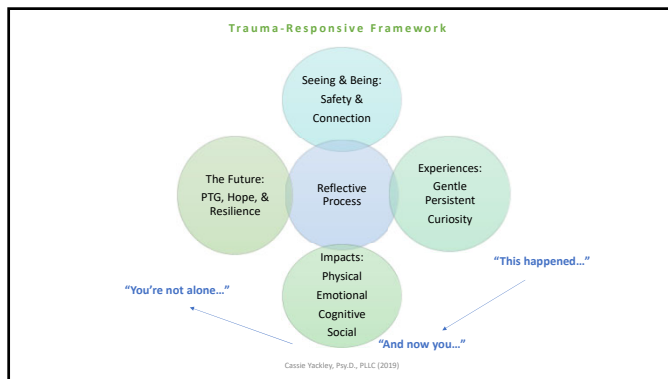 Trauma-Responsive Framework
Seeing & Being:
Safety &
Connection
The Future:
PTG, Hope, &
Resilience
Reflective
Process
Experiences:
Gentle
Persistent
Curiosity
Impacts:
Physical
Emotional
Cognitive
Social
“This happened…”
“And now you…”
“You’re not alone…”
Cassie Yackley, Psy.D., PLLC (2019)